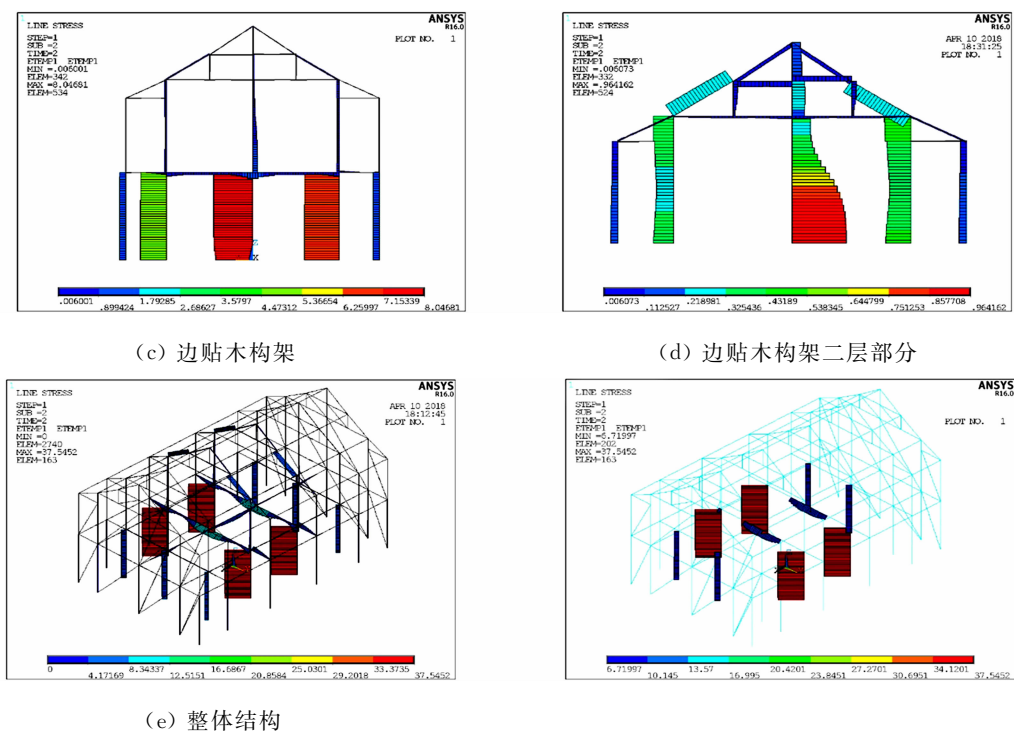 LINE STRESS
STEP=1
SUB =2
TIME=2
ETEMP1 ETEMP1
MIN =.006001
ELEM=342
MAX =8.04681
ELEM=534
ANSYS
R16.0
PLOT NO. 1
Z
X
.006001 1.79285 3.5797 5.36654 7.15339
.899424 2.68627 4.47312 6.25997 8.04681
LINE STRESS
STEP=1
SUB =2
TIME=2
ETEMP1 ETEMP1
MIN =.006073
ELEM=332
MAX =.964162
ELEM=524
ANSYS
R16.0
APR 10 2018
18:31:25
PLOT NO. 1
.006073 .218981 .43189 .644799 .857708
.112527 .325436 .538345 .751253 .964162
(c) 边贴木构架
(d) 边贴木构架二层部分
LINE STRESS
STEP=1
SUB =2
TIME=2
ETEMP1 ETEMP1
MIN =0
ELEM=2740
MAX =37.5452
ELEM=163
ANSYS
R16.0
APR 10 2018
18:12:45
PLOT NO. 1
0 8.34337 16.6867 25.0301 33.3735
4.17169 12.5151 20.8584 29.2018 37.5452
LINE STRESS
STEP=1
SUB =2
TIME=2
ETEMP1 ETEMP1
MIN =6.71997
ELEM=202
MAX =37.5452
ELEM=163
ANSYS
R16.0
PLOT NO. 1
6.71997 13.57 20.4201 27.2701 34.1201
10.145 16.995 23.8451 30.6951 37.5452
(e) 整体结构